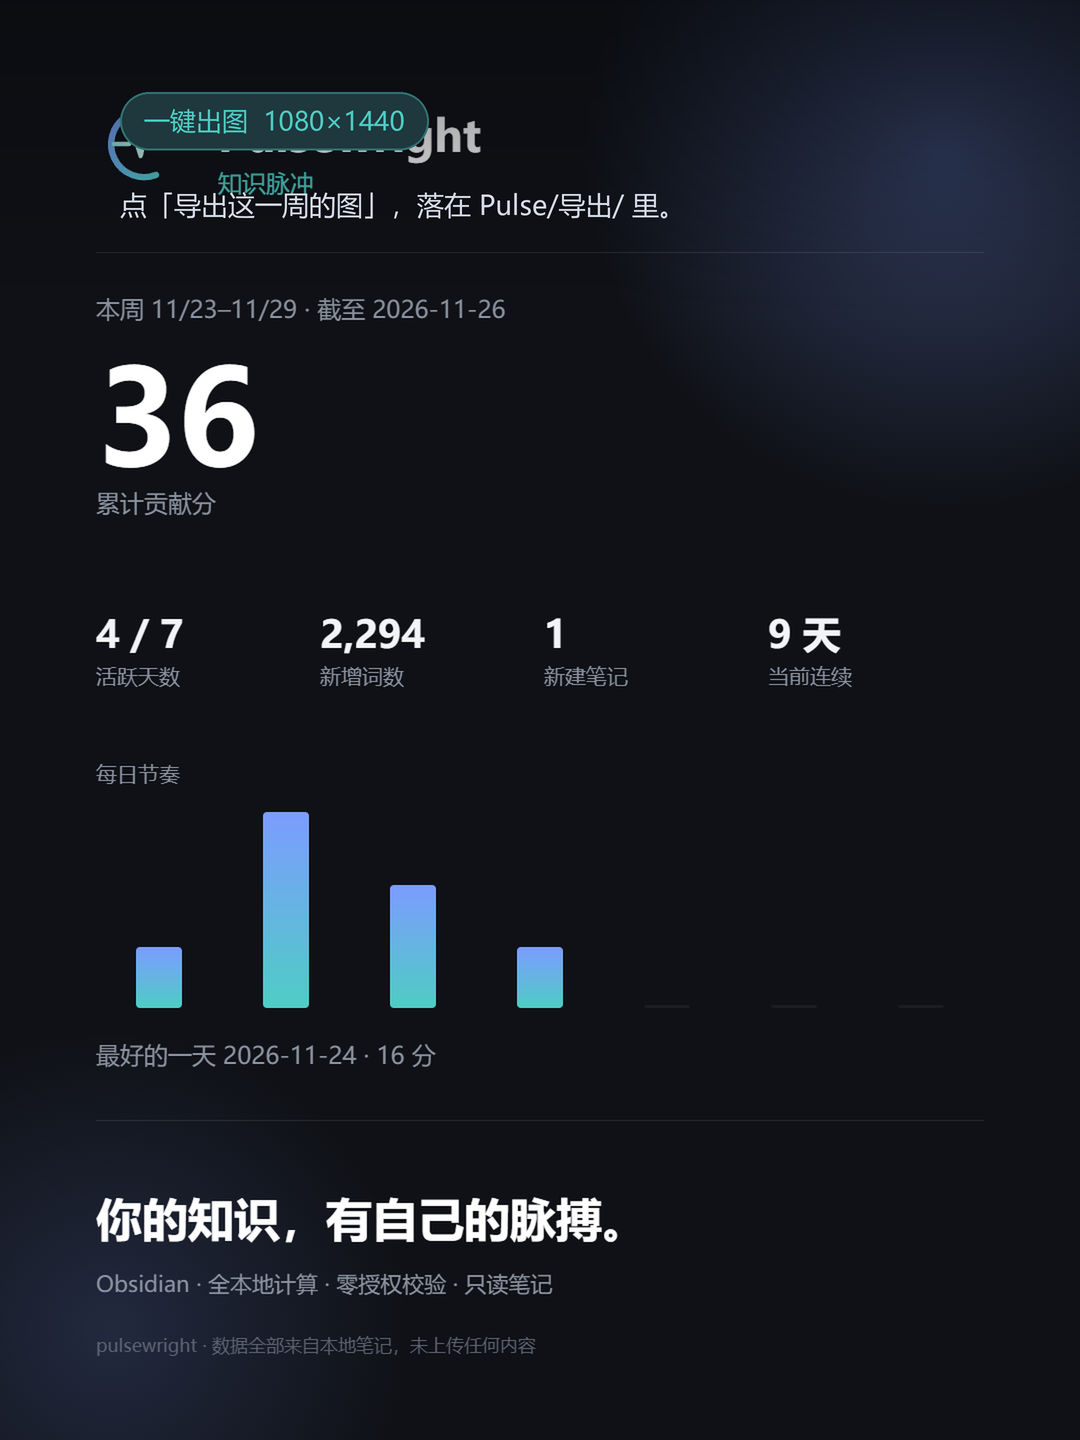 一键出图 1080×1440
知识脉冲
点「导出这一周的图」，落在 Pulse/导出/ 里。
本周 11/23–11/29 · 截至 2026-11-26
36
累计贡献分
4 / 7
活跃天数
2,294
新增词数
1
新建笔记
9 天
当前连续
每日节奏
最好的一天 2026-11-24 · 16 分
你的知识，有自己的脉搏。
Obsidian · 全本地计算 · 零授权校验 · 只读笔记
pulsewright · 数据全部来自本地笔记，未上传任何内容